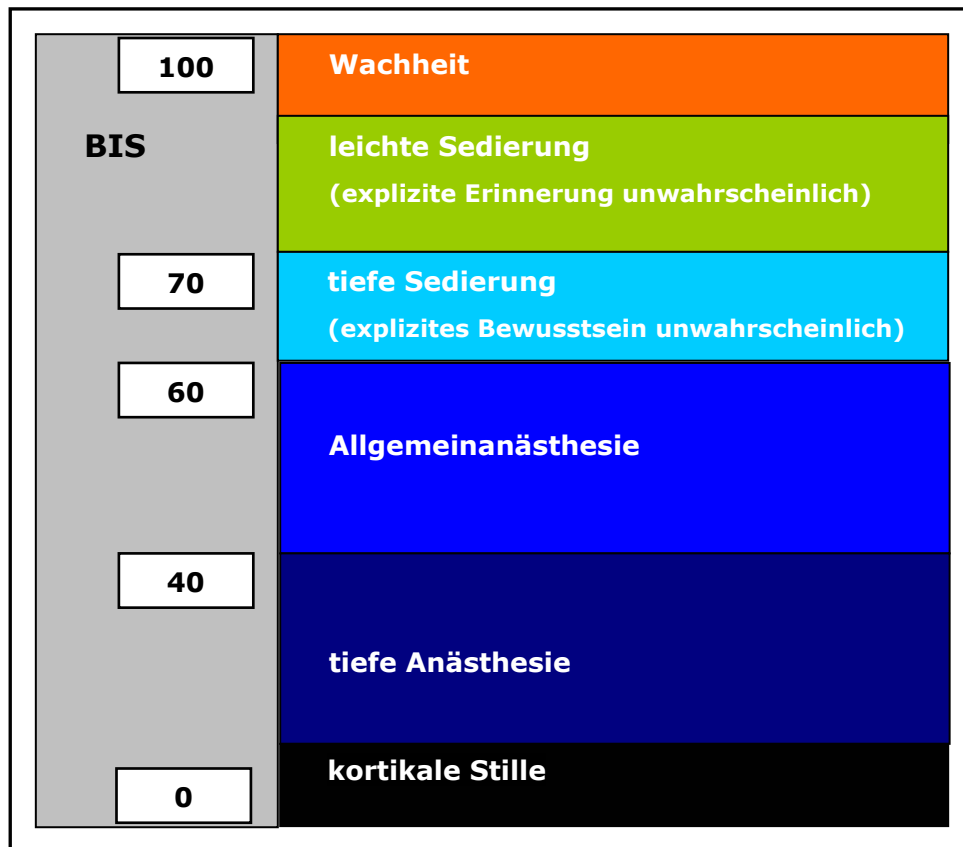 100
Wachheit
BIS
leichte Sedierung
(explizite Erinnerung unwahrscheinlich)
70
tiefe Sedierung
(explizites Bewusstsein unwahrscheinlich)
60
Allgemeinanästhesie
40
tiefe Anästhesie
kortikale Stille
0